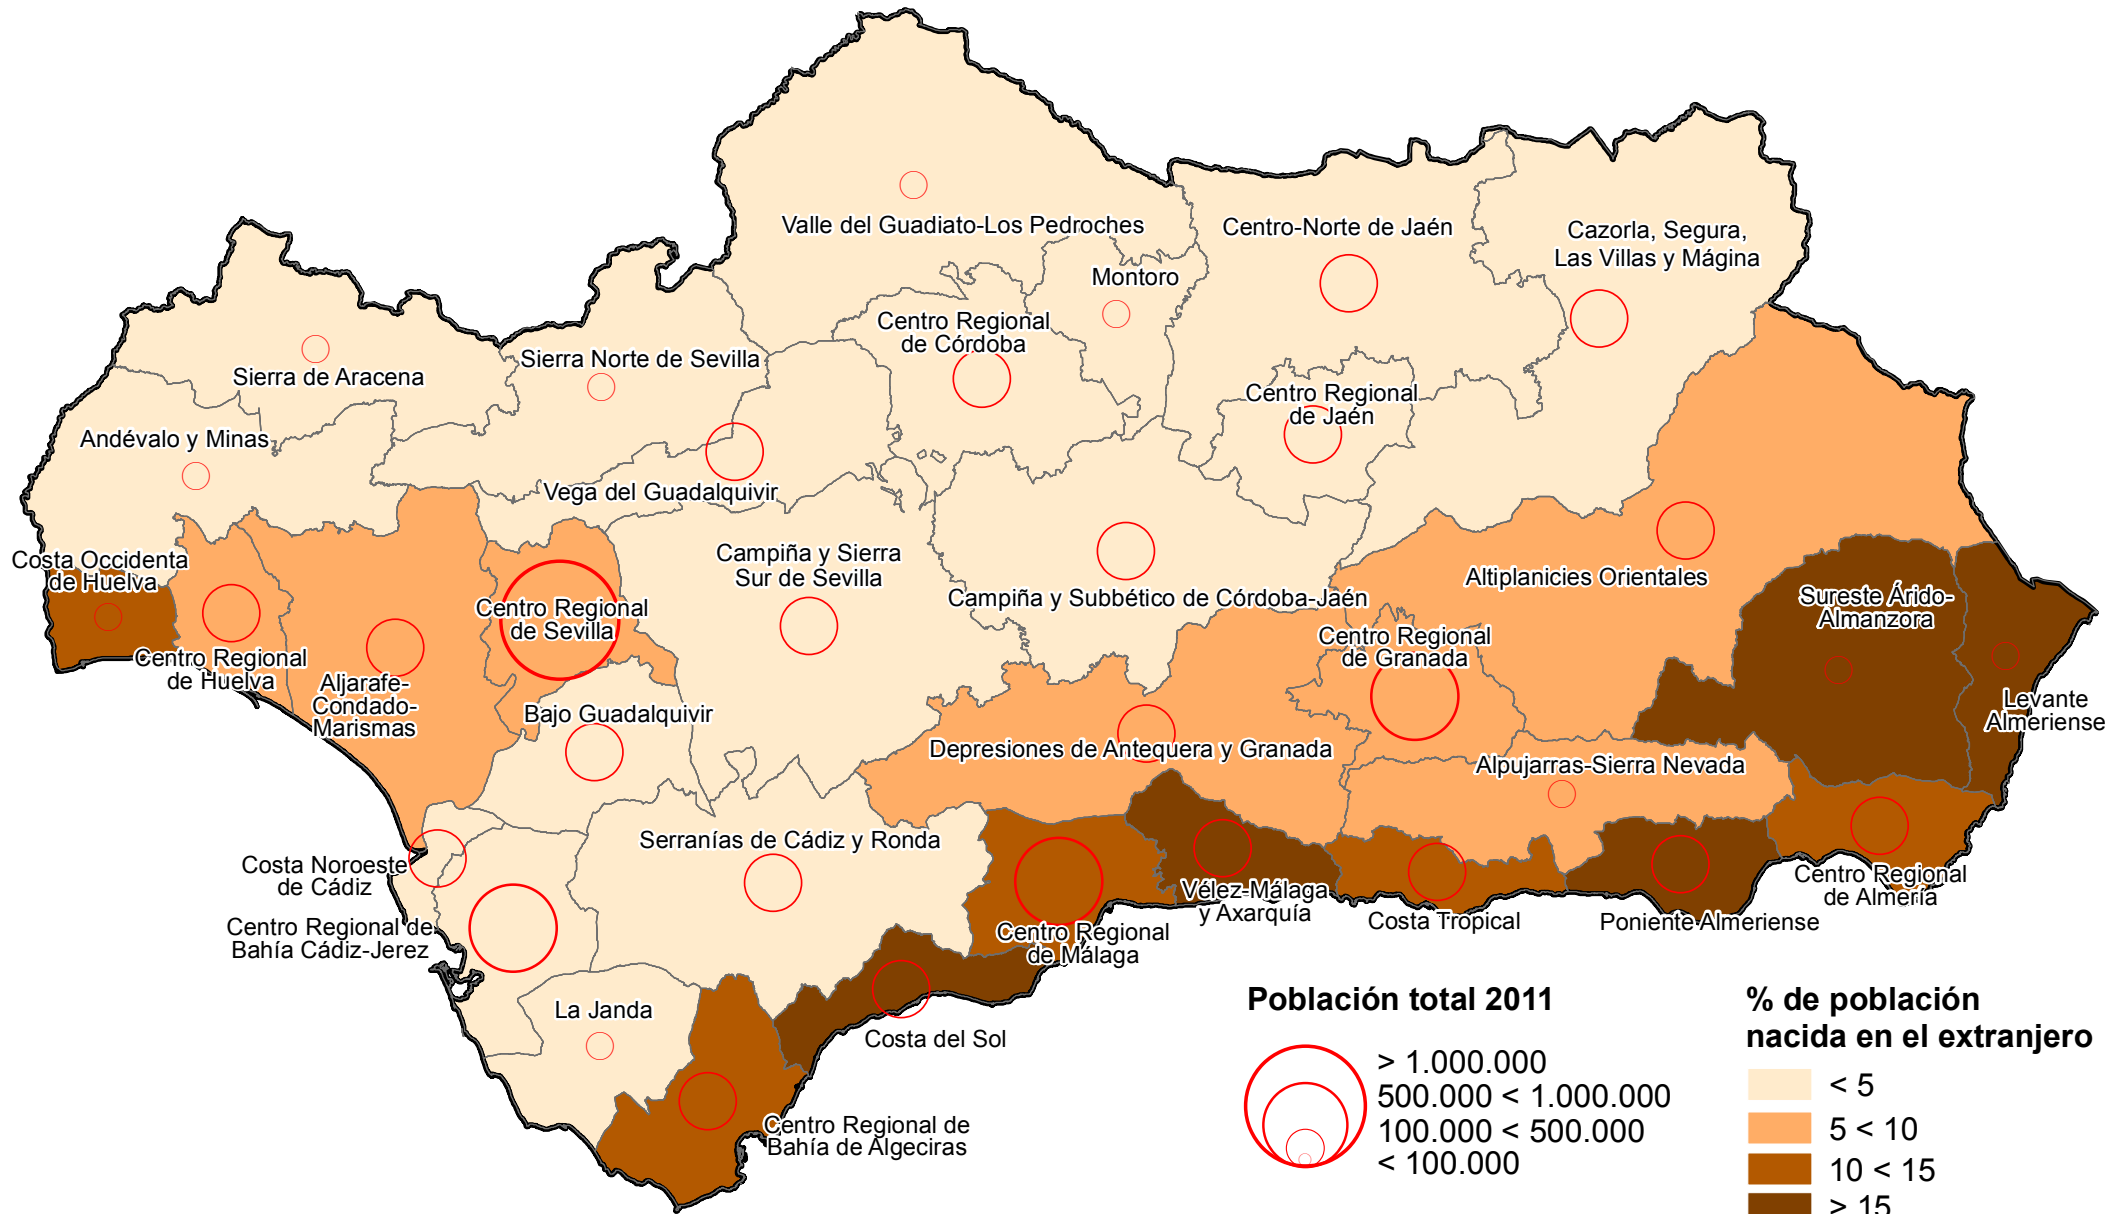 Valle del Guadiato-Los Pedroches
Centro-Norte de Jaén
Cazorla, Segura,
Las Villas y Mágina
Montoro
Centro Regional
de Córdoba
Sierra Norte de Sevilla
Sierra de Aracena
Centro Regional
de Jaén
Andévalo y Minas
Vega del Guadalquivir
Costa Occidenta
de Huelva
Campiña y Sierra
Sur de Sevilla
Campiña y Subbético de Córdoba-Jaén
Altiplanicies Orientales
Sureste Árido-
Almanzora
Centro Regional
de Sevilla
Centro Regional
de Granada
Centro Regional
de Huelva
Aljarafe-
Condado-
Marismas
Bajo Guadalquivir
Levante
Almeriense
Depresiones de Antequera y Granada
Alpujarras-Sierra Nevada
Serranías de Cádiz y Ronda
Costa Noroeste
de Cádiz
Vélez-Málaga
y Axarquía
Costa Tropical
Poniente Almeriense
Centro Regional
de Almería
Centro Regional de
Bahía Cádiz-Jerez
Centro Regional
de Málaga
La Janda
Costa del Sol
Centro Regional de
Bahía de Algeciras
Población total 2011
> 1.000.000
500.000 < 1.000.000
100.000 < 500.000
< 100.000
% de población
nacida en el extranjero
< 5
5 < 10
10 < 15
> 15